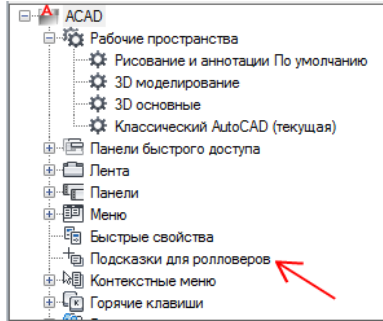 ACAD
Рабочие пространства
Рисование и аннотации По умолчанию
3D моделирование
3D основные
Классический AutoCAD (текущая)
Панели быстрого доступа
Лента
Панели
Меню
Быстрые свойства
Подсказки для ролловеров
Контекстные меню
Горячие клавиши